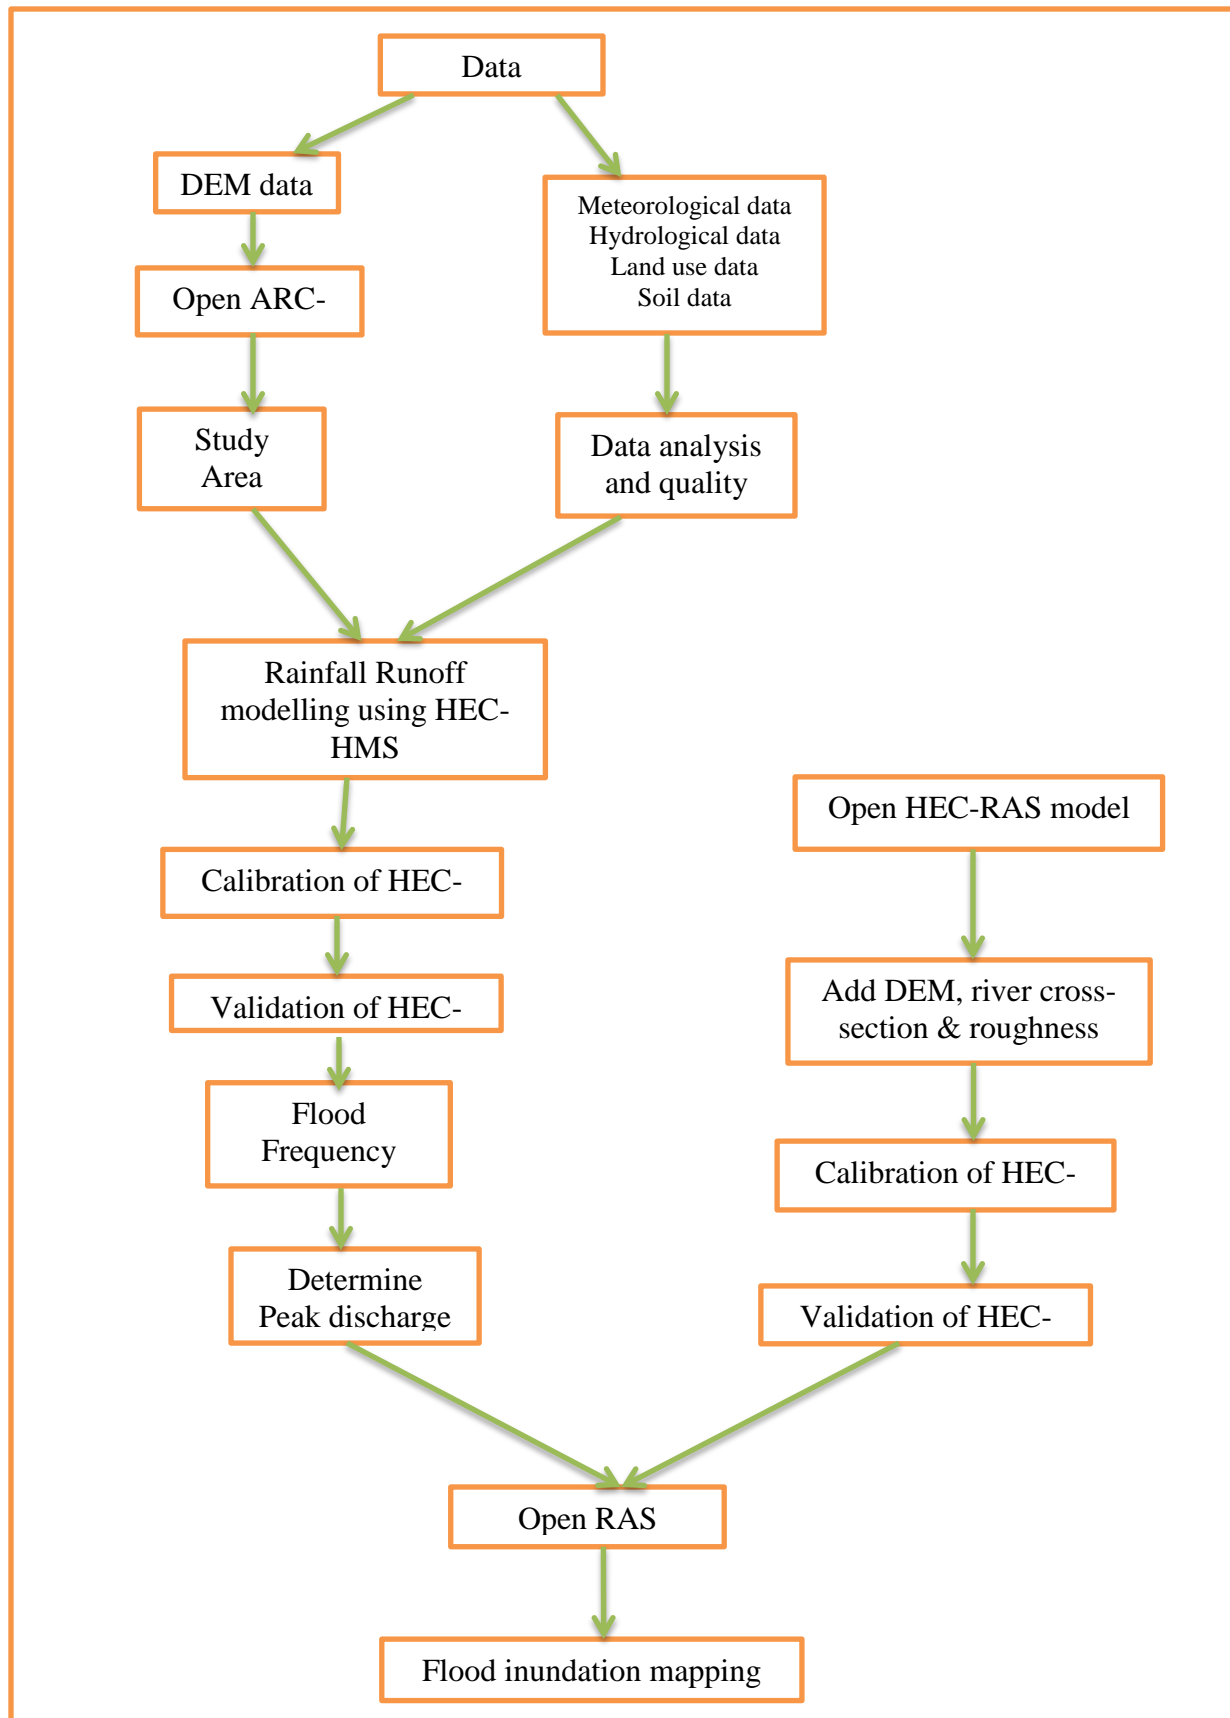 Data
DEM data
Meteorological data
Hydrological data
Land use data
Soil data
Open ARC-
Study
Area
Data analysis
and quality
Rainfall Runoff
modelling using HEC-
HMS
Calibration of HEC-
Validation of HEC-
Flood
Frequency
Determine
Peak discharge
Open HEC-RAS model
Add DEM, river cross-
section & roughness
Calibration of HEC-
Validation of HEC-
Open RAS
Flood inundation mapping